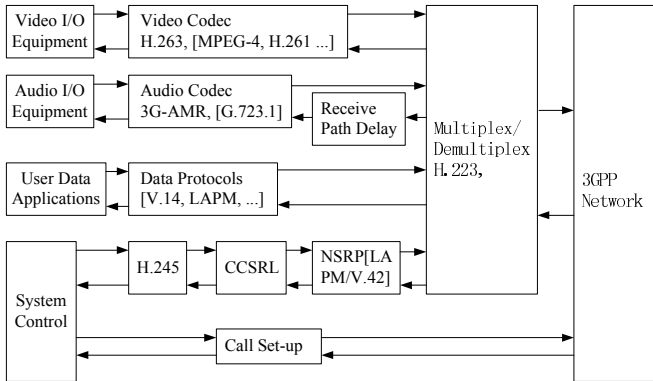 Video I/O
Equipment
Video Codec
H.263, [MPEG-4, H.261 ...]
Audio I/O
Equipment
Audio Codec
3G-AMR, [G.723.1]
Receive
Path Delay
Multiplex/
Demultiplex
H.223,
3GPP
Network
User Data
Applications
Data Protocols
[V.14, LAPM, ...]
System
Control
H.245
CCSRL
NSRP[LA
PM/V.42]
Call Set-up